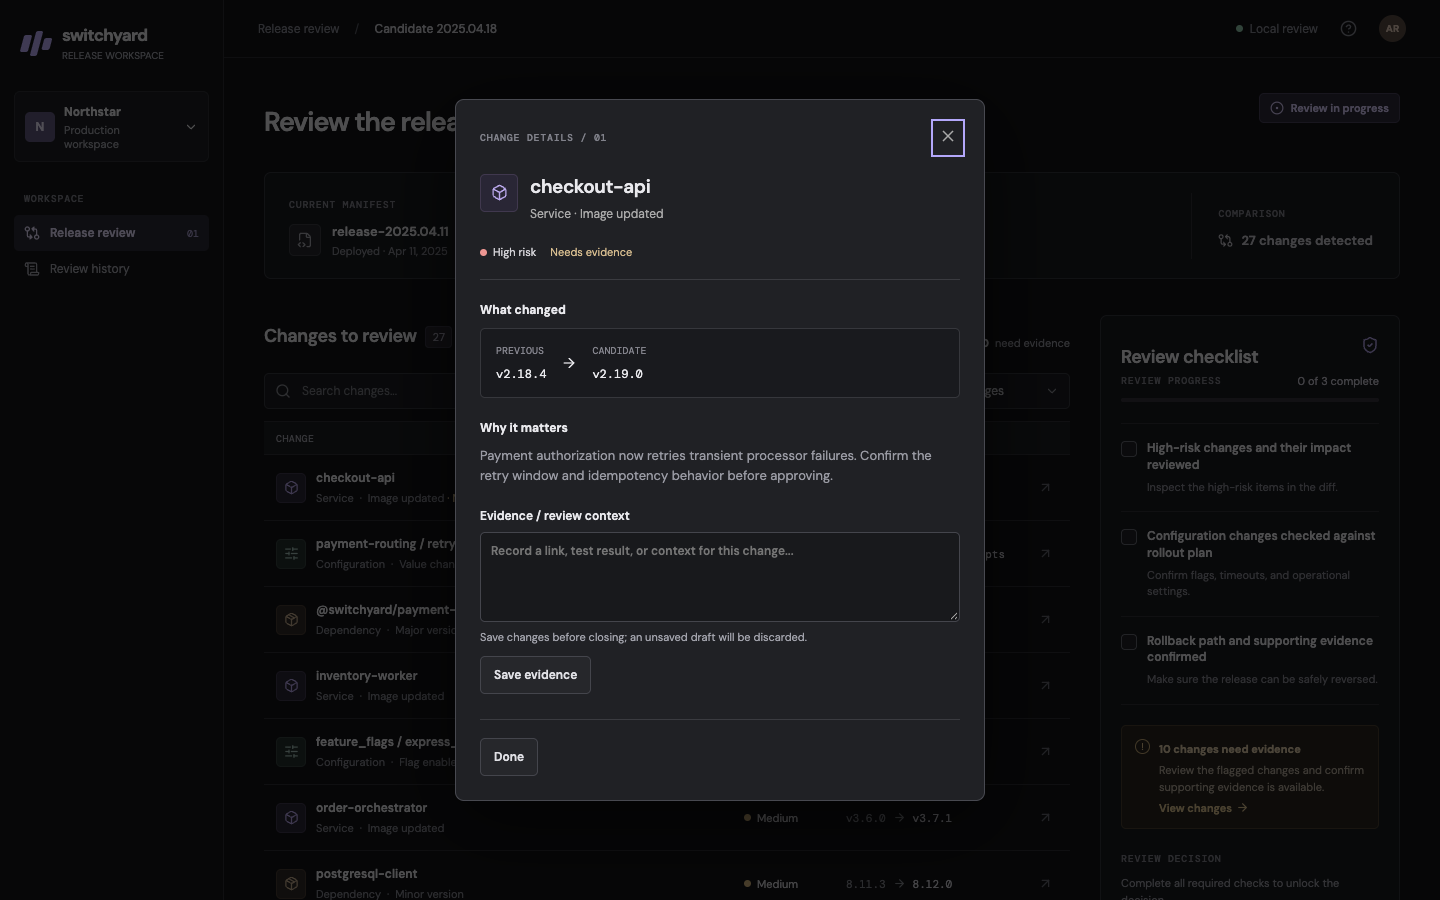 switchyard
RELEASE WORKSPACE
N
Northstar
Production
workspace
WORKSPACE
Release review 01
Review history
Release review / Candidate 2025.04.18
Local review
AR
Review the relea
Review in progress
CURRENT MANIFEST
release-2025.04.11
Deployed · Apr 11, 2025
COMPARISON
27 changes detected
Changes to review 27
need evidence
Search changes...
CHANGE
checkout-api
Service · Image updated ·
payment-routing / retry
Configuration · Value chan
pts
@switchyard/payment-
Dependency · Major versio
inventory-worker
Service · Image updated
feature_flags / express_
Configuration · Flag enable
order-orchestrator
Service · Image updated
Medium
v3.6.0 → v3.7.1
postgresql-client
Dependency · Minor version
Medium
8.11.3 → 8.12.0
CHANGE DETAILS / 01
checkout-api
Service · Image updated
High risk Needs evidence
What changed
PREVIOUS
v2.18.4
→
CANDIDATE
v2.19.0
Why it matters
Payment authorization now retries transient processor failures. Confirm the
retry window and idempotency behavior before approving.
Evidence / review context
Record a link, test result, or context for this change...
Save changes before closing; an unsaved draft will be discarded.
Save evidence
Done
Review checklist
REVIEW PROGRESS 0 of 3 complete
High-risk changes and their impact
reviewed
Inspect the high-risk items in the diff.
Configuration changes checked against
rollout plan
Confirm flags, timeouts, and operational
settings.
Rollback path and supporting evidence
confirmed
Make sure the release can be safely reversed.
10 changes need evidence
Review the flagged changes and confirm
supporting evidence is available.
View changes →
REVIEW DECISION
Complete all required checks to unlock the